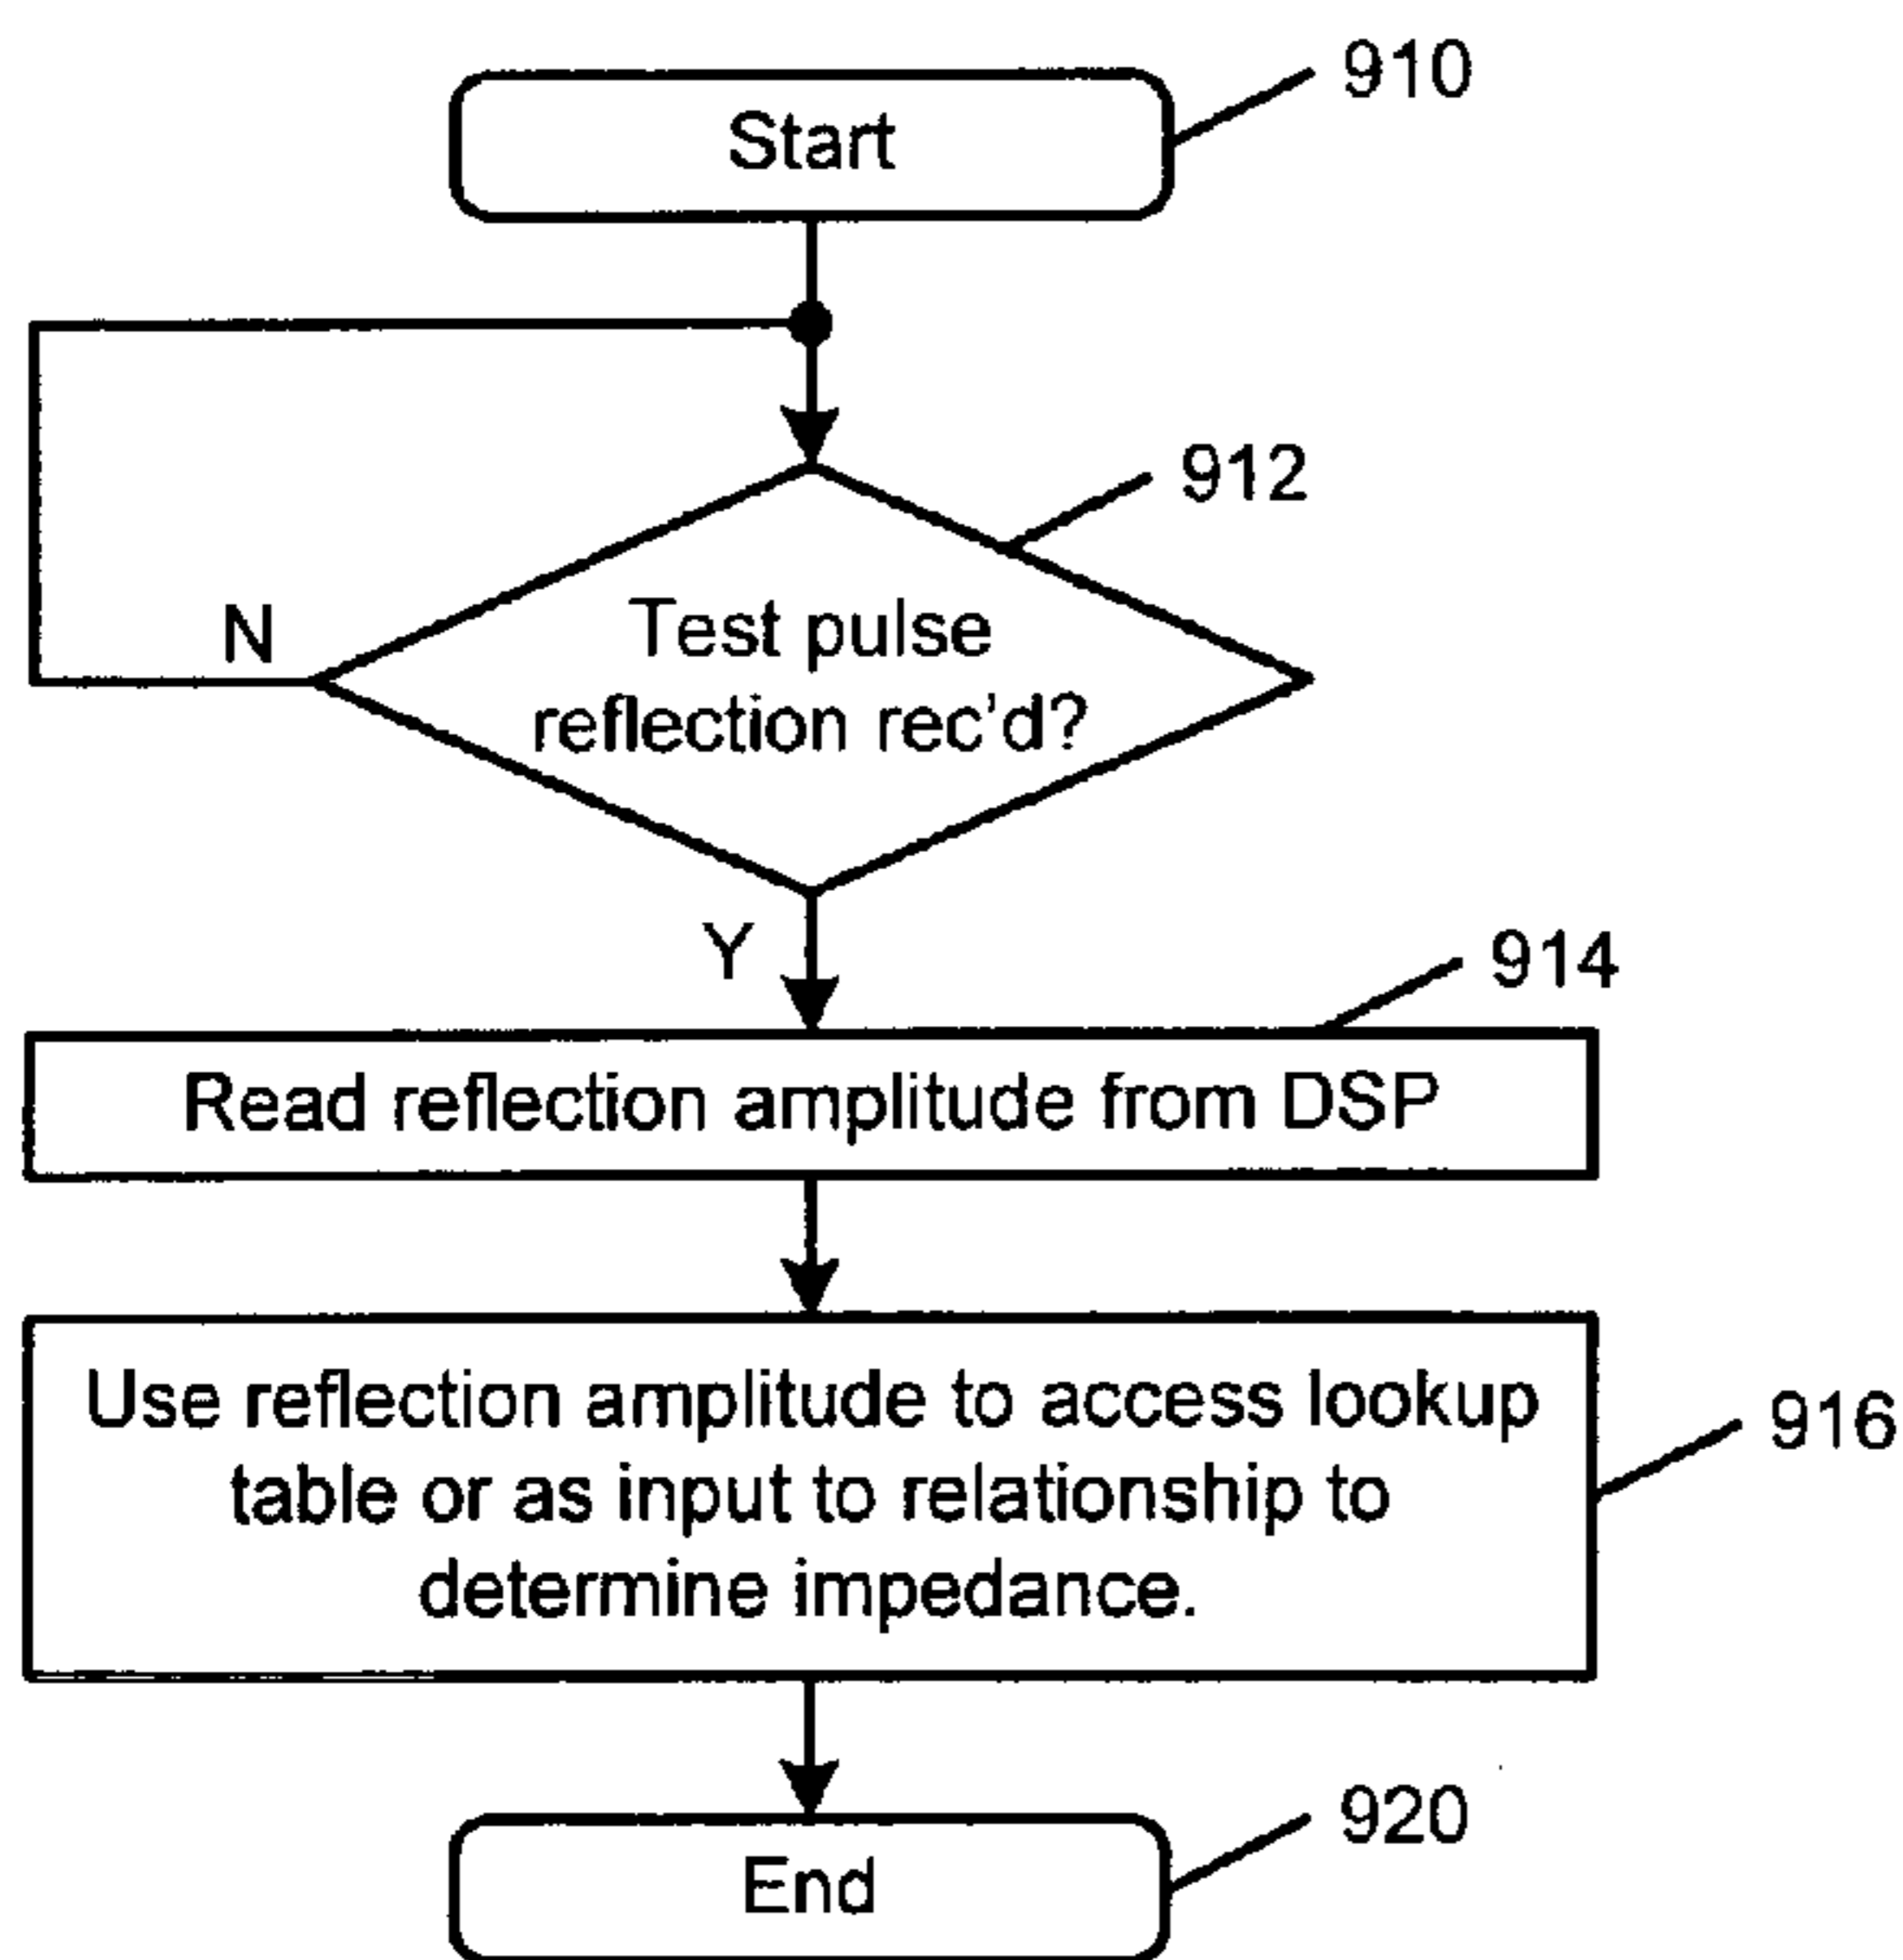 910
Start
912
Test pulse
reflection rec'd?
N
Y
914
Read reflection amplitude from DSP
Use reflection amplitude to access lookup
table or as input to relationship to
determine impedance.
916
920
End